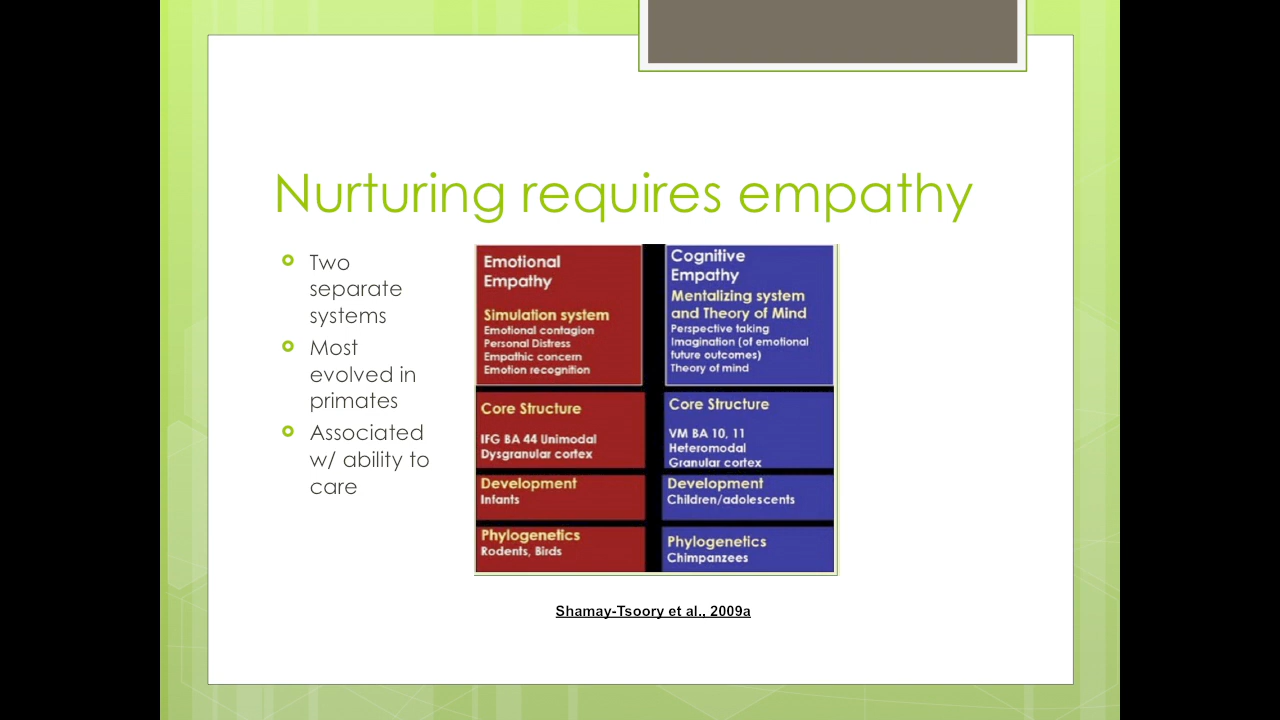 Nurturing requires empathy
Two
separate
systems
Most
evolved in
primates
Associated
w/ ability to
care
Emotional
Empathy
Simulation system
Emotional contagion
Personal Distress
Empathic concern
Emotion recognition
Core Structure
IFG BA 44 Unimodal
Dysgranular cortex
Development
Infants
Phylogenetics
Rodents, Birds
Cognitive
Empathy
Mentalizing system
and Theory of Mind
Perspective taking
Imagination (of emotional
future outcomes)
Theory of mind
Core Structure
VM BA 10, 11
Heteromodal
Granular cortex
Development
Children/adolescents
Phylogenetics
Chimpanzees
Shamay-Tsoory et al., 2009a